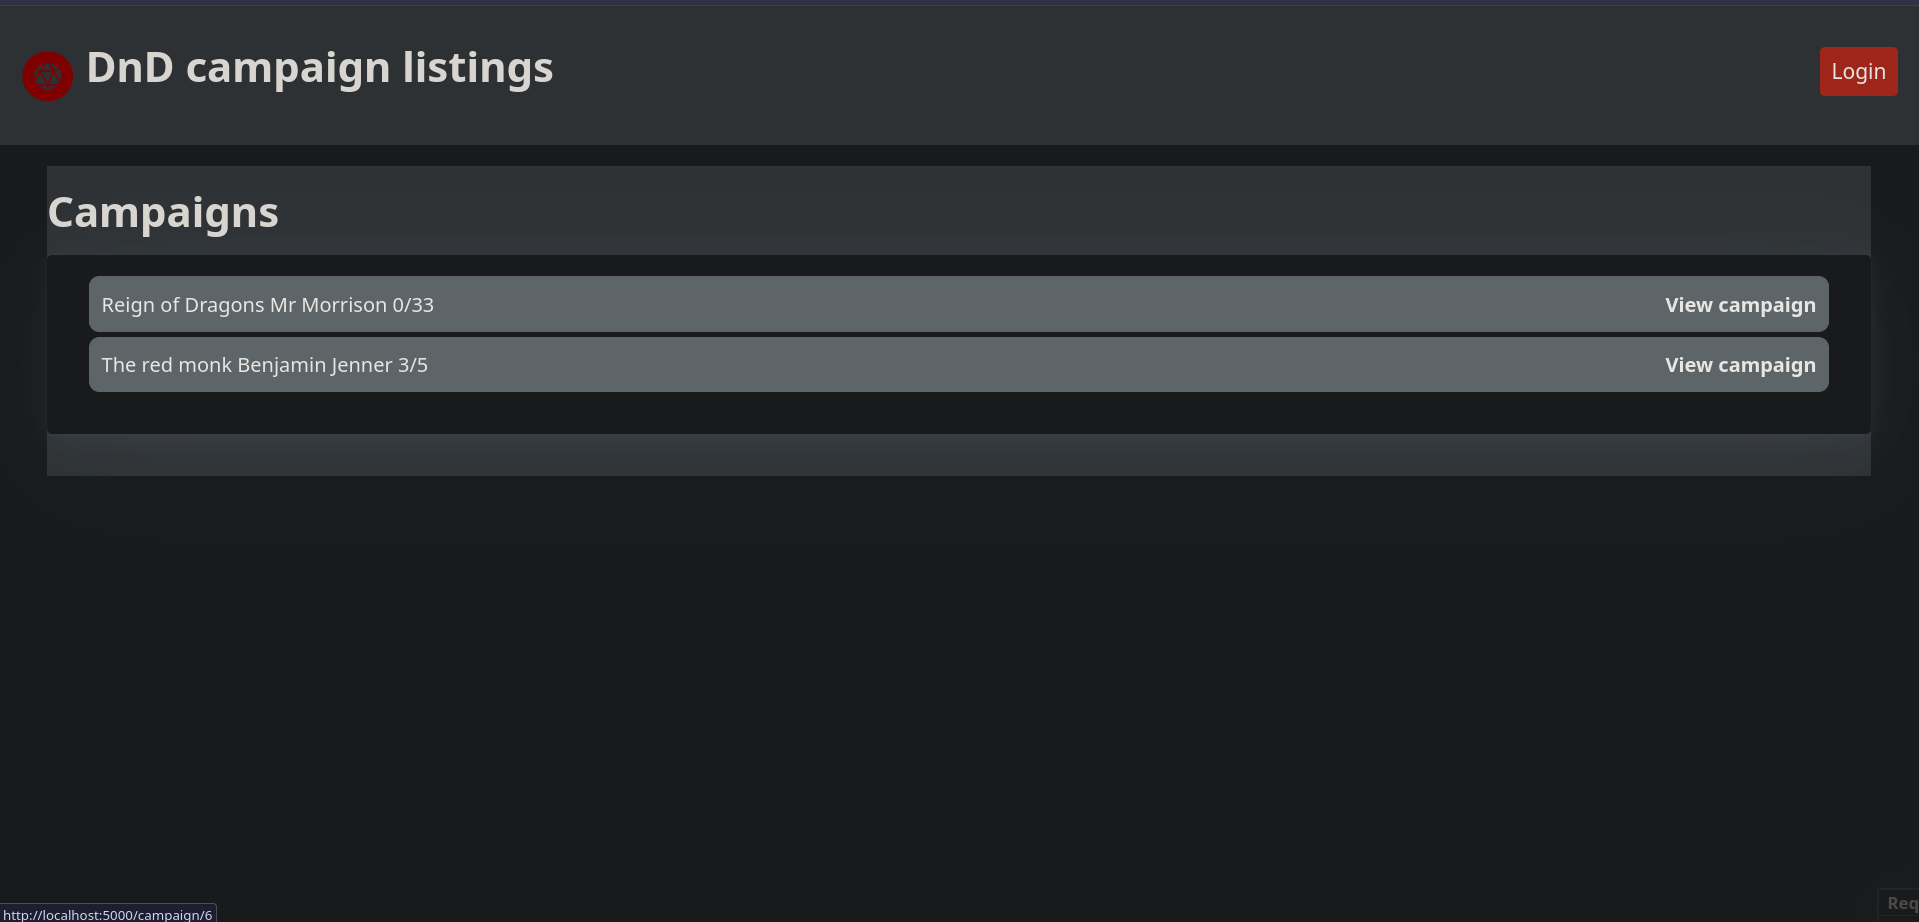 DnD campaign listings
Login
Campaigns
Reign of Dragons Mr Morrison 0/33 View campaign
The red monk Benjamin Jenner 3/5 View campaign
http://localhost:5000/campaign/6
Req